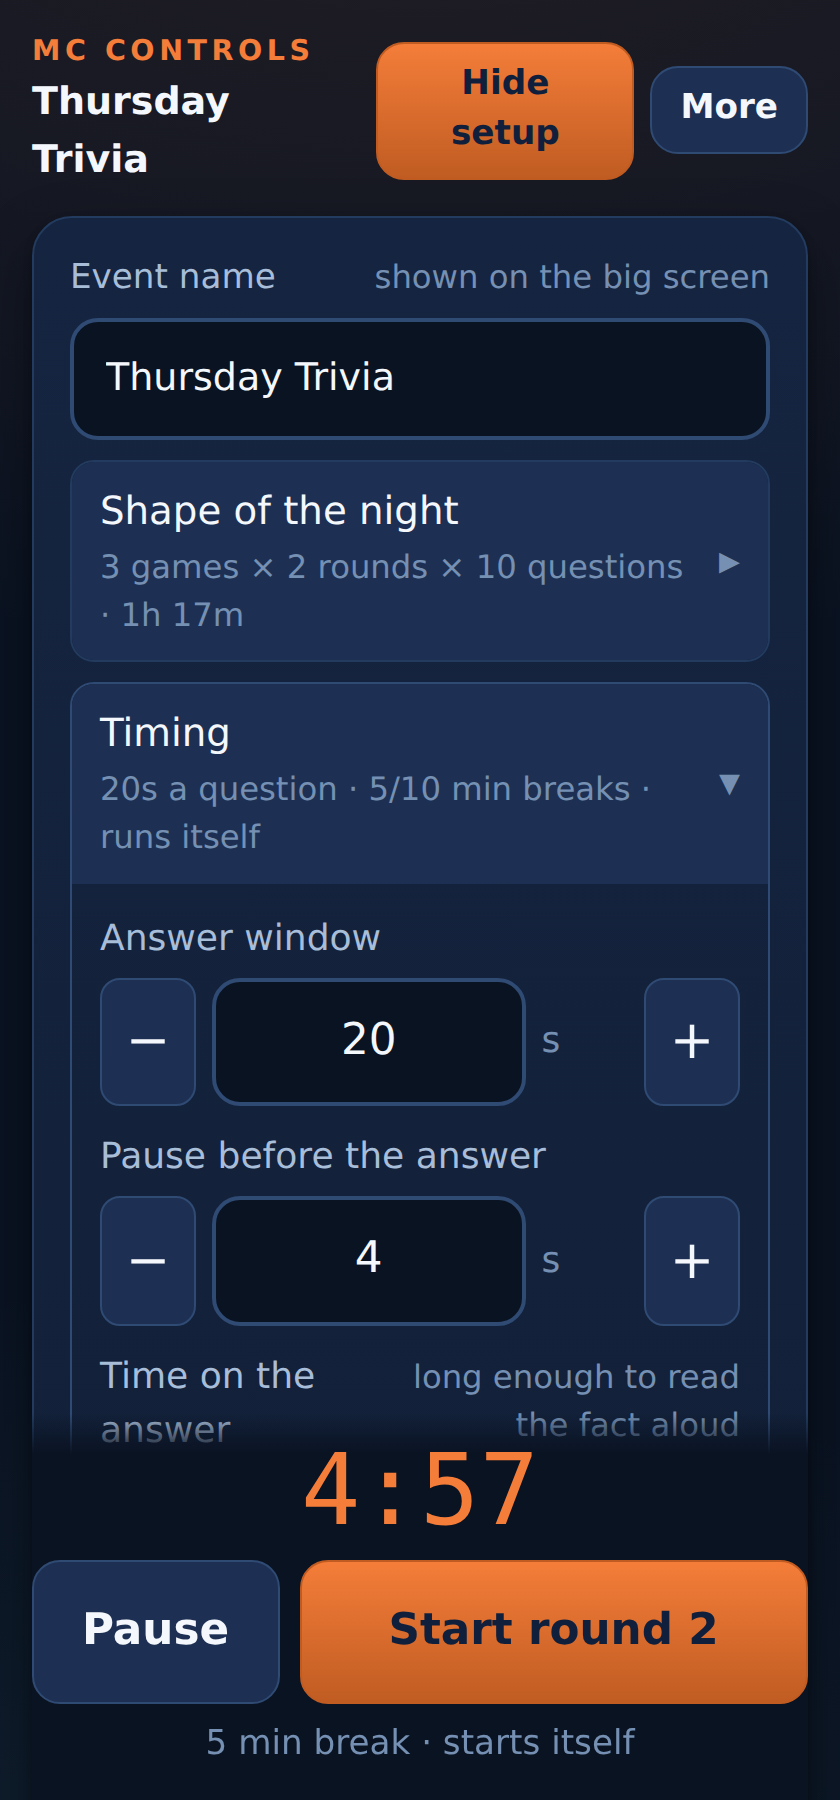 MC CONTROLS
Thursday
Trivia
Hide
setup
More
Event name
shown on the big screen
Thursday Trivia
Shape of the night
3 games × 2 rounds × 10 questions
· 1h 17m
▶
Timing
20s a question · 5/10 min breaks ·
runs itself
▼
Answer window
− 20 s +
Pause before the answer
− 4 s +
Time on the
answer
long enough to read
the fact aloud
4:57
Pause
Start round 2
5 min break · starts itself